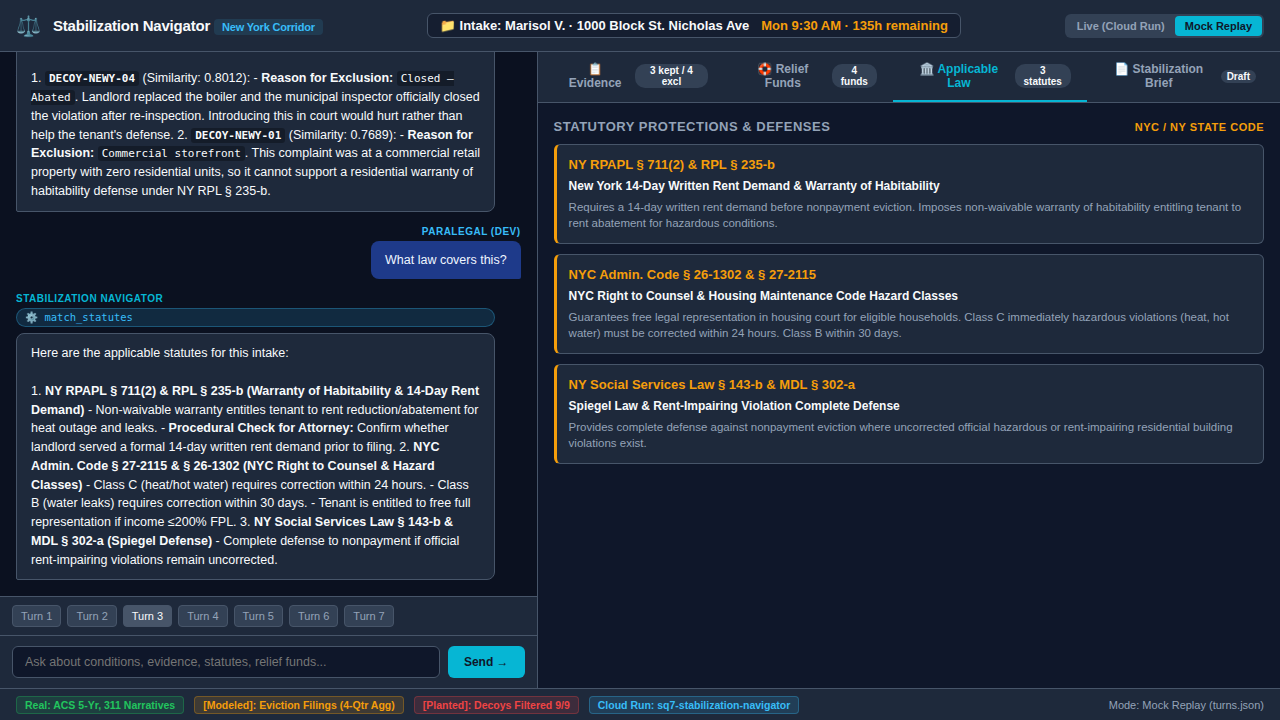 ⚖️ Stabilization Navigator New York Corridor
📁 Intake: Marisol V. · 1000 Block St. Nicholas Ave Mon 9:30 AM · 135h remaining
Live (Cloud Run) Mock Replay
1. DECOY-NEWY-04 (Similarity: 0.8012): - Reason for Exclusion: Closed —
Abated. Landlord replaced the boiler and the municipal inspector officially closed
the violation after re-inspection. Introducing this in court would hurt rather than
help the tenant's defense. 2. DECOY-NEWY-01 (Similarity: 0.7689): - Reason for
Exclusion: Commercial storefront. This complaint was at a commercial retail
property with zero residential units, so it cannot support a residential warranty of
habitability defense under NY RPL § 235-b.
PARALEGAL (DEV)
What law covers this?
STABILIZATION NAVIGATOR
⚙️ match_statutes
Here are the applicable statutes for this intake:
1. NY RPAPL § 711(2) & RPL § 235-b (Warranty of Habitability & 14-Day Rent
Demand) - Non-waivable warranty entitles tenant to rent reduction/abatement for
heat outage and leaks. - Procedural Check for Attorney: Confirm whether
landlord served a formal 14-day written rent demand prior to filing. 2. NYC
Admin. Code § 27-2115 & § 26-1302 (NYC Right to Counsel & Hazard
Classes) - Class C (heat/hot water) requires correction within 24 hours. - Class
B (water leaks) requires correction within 30 days. - Tenant is entitled to free full
representation if income ≤200% FPL. 3. NY Social Services Law § 143-b &
MDL § 302-a (Spiegel Defense) - Complete defense to nonpayment if official
rent-impairing violations remain uncorrected.
Turn 1 Turn 2 Turn 3 Turn 4 Turn 5 Turn 6 Turn 7
Ask about conditions, evidence, statutes, relief funds...
Send →
📋 Evidence
3 kept / 4 excl
🛟 Relief Funds
4 funds
🏛️ Applicable Law
3 statutes
📄 Stabilization Brief
Draft
STATUTORY PROTECTIONS & DEFENSES
NYC / NY STATE CODE
NY RPAPL § 711(2) & RPL § 235-b
New York 14-Day Written Rent Demand & Warranty of Habitability
Requires a 14-day written rent demand before nonpayment eviction. Imposes non-waivable warranty of habitability entitling tenant to
rent abatement for hazardous conditions.
NYC Admin. Code § 26-1302 & § 27-2115
NYC Right to Counsel & Housing Maintenance Code Hazard Classes
Guarantees free legal representation in housing court for eligible households. Class C immediately hazardous violations (heat, hot
water) must be corrected within 24 hours. Class B within 30 days.
NY Social Services Law § 143-b & MDL § 302-a
Spiegel Law & Rent-Impairing Violation Complete Defense
Provides complete defense against nonpayment eviction where uncorrected official hazardous or rent-impairing residential building
violations exist.
Real: ACS 5-Yr, 311 Narratives [Modeled]: Eviction Filings (4-Qtr Agg) [Planted]: Decoys Filtered 9/9 Cloud Run: sq7-stabilization-navigator
Mode: Mock Replay (turns.json)